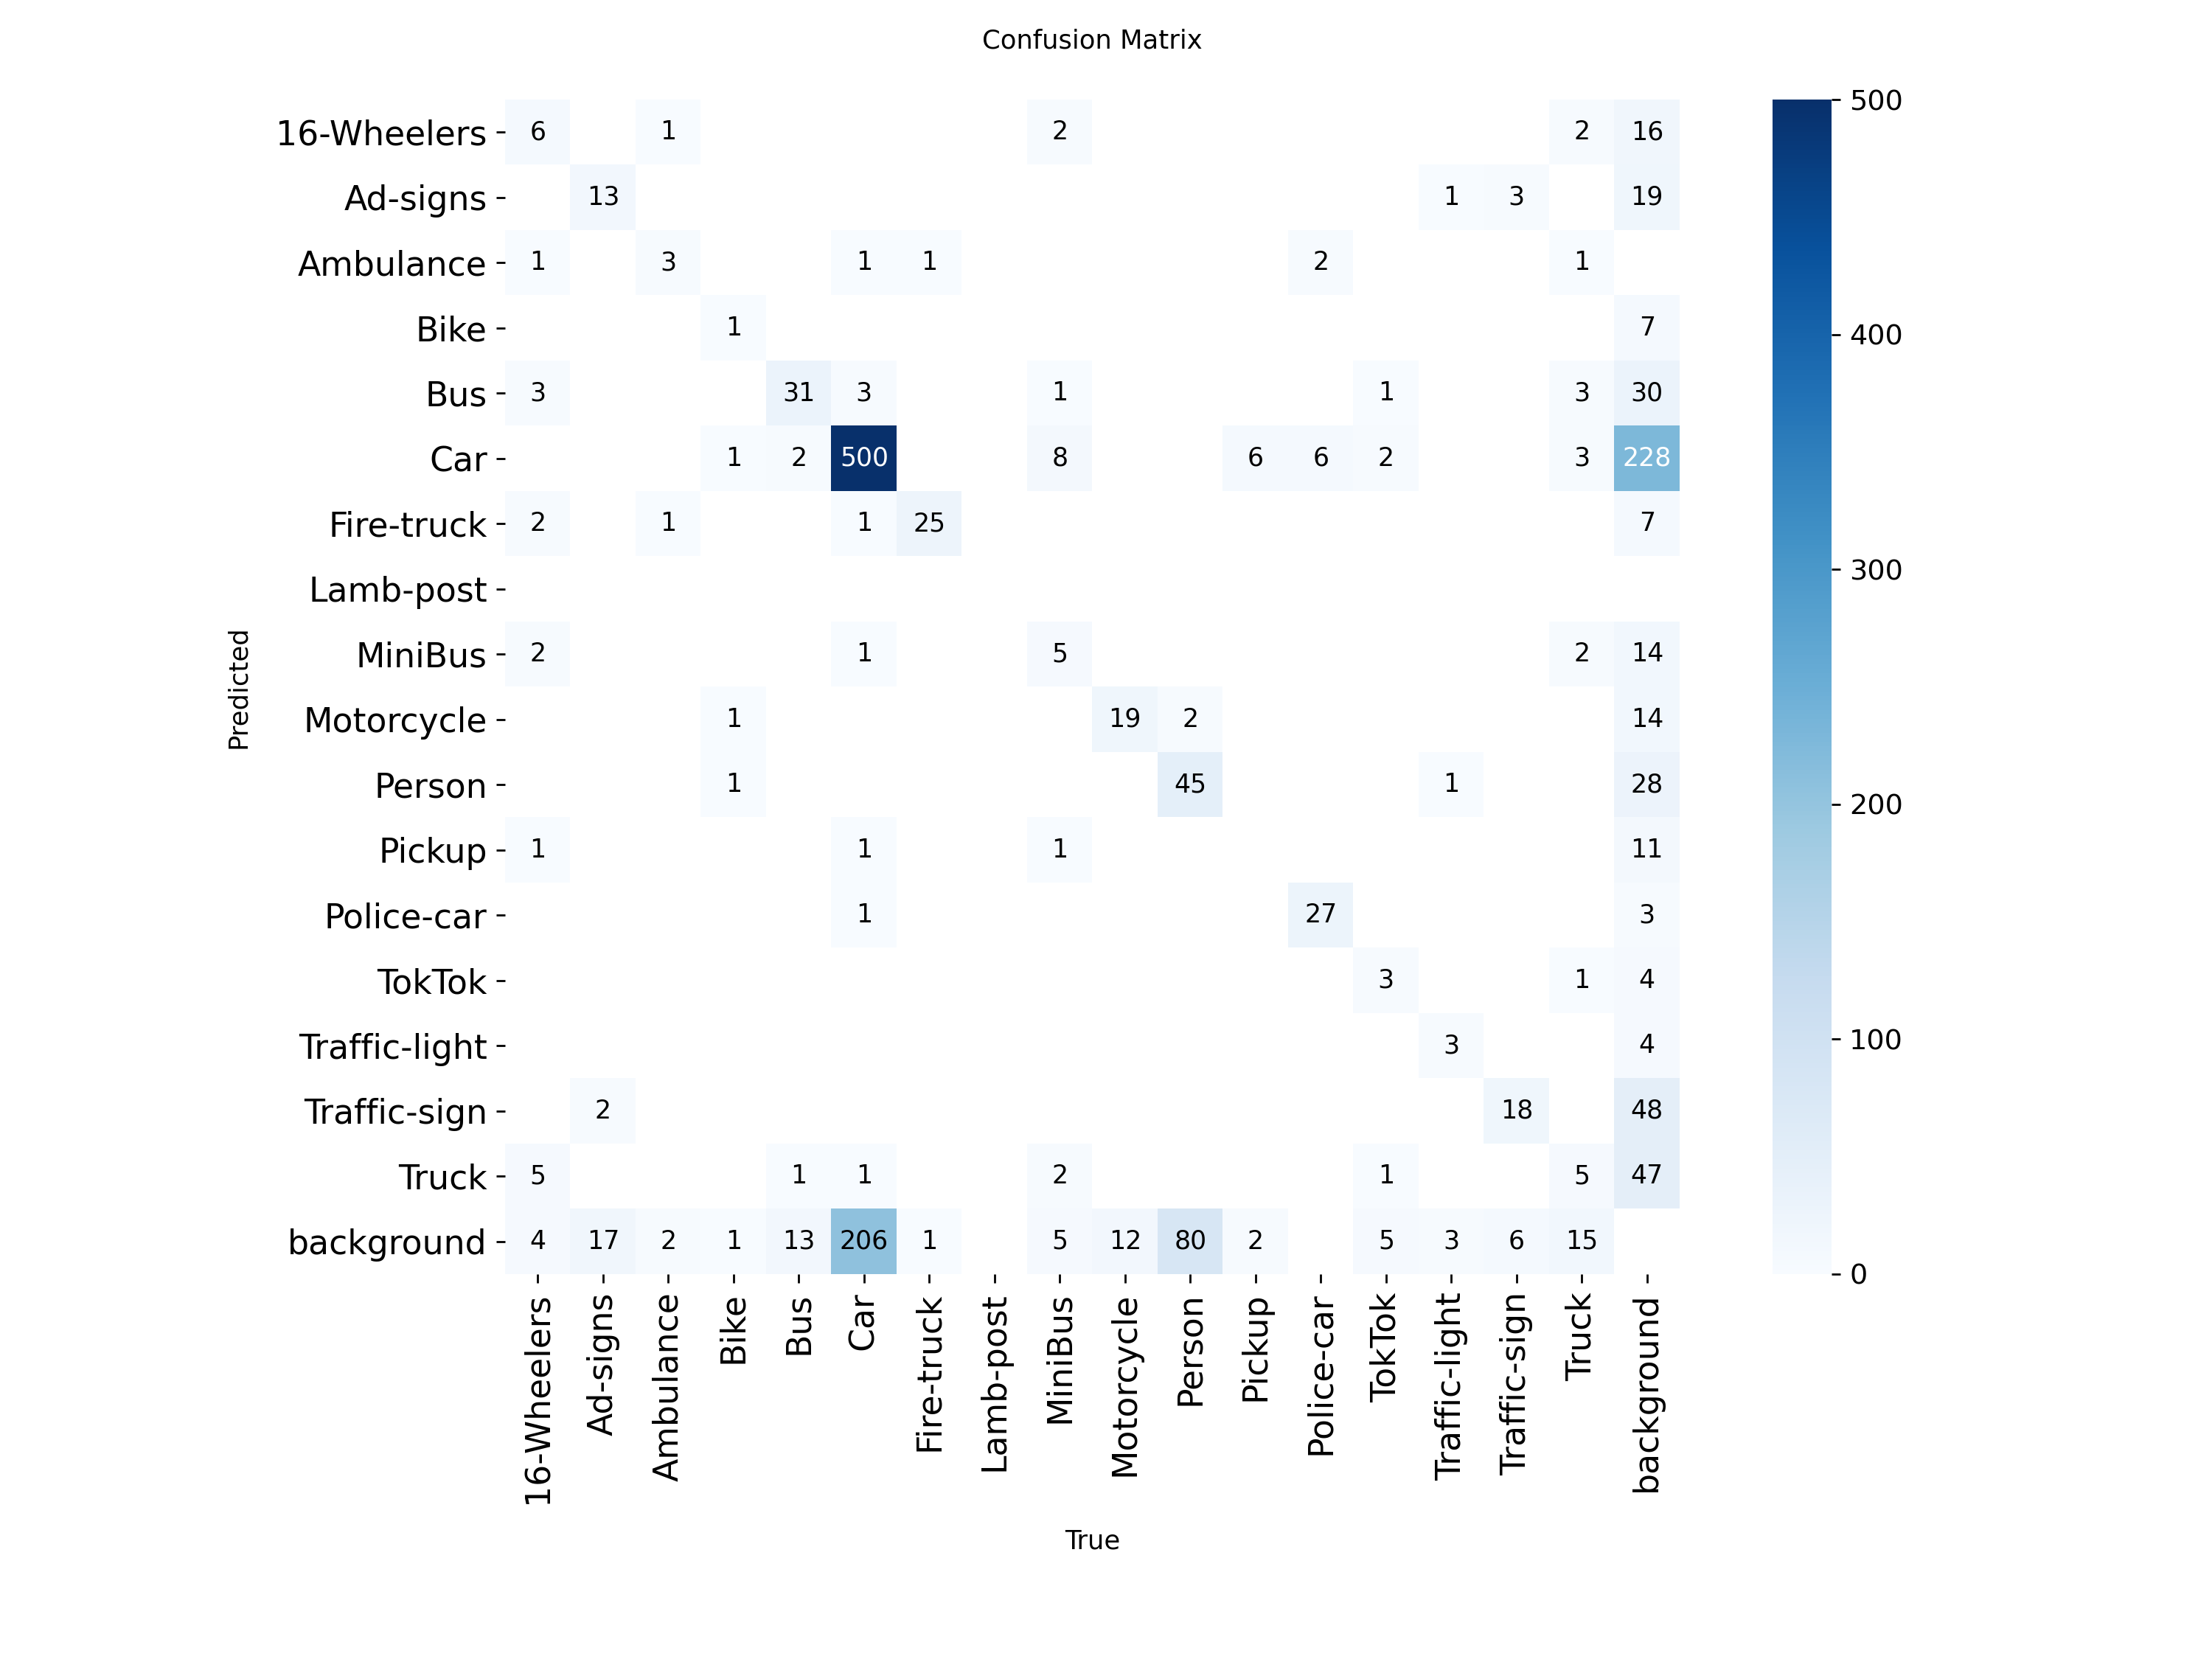 Confusion Matrix
16-Wheelers 6 1 2 2 16
Ad-signs 13 1 3 19
Ambulance 1 3 1 1 2 1
Bike 1 7
Bus 3 31 3 1 1 3 30
Car 1 2 500 8 6 6 2 3 228
Fire-truck 2 1 1 25 7
Lamb-post
MiniBus 2 1 5 2 14
Motorcycle 1 19 2 14
Person 1 45 1 28
Pickup 1 1 1 11
Police-car 1 27 3
TokTok 3 1 4
Traffic-light 3 4
Traffic-sign 2 18 48
Truck 5 1 1 2 1 5 47
background 4 17 2 1 13 206 1 5 12 80 2 5 3 6 15
Predicted
16-Wheelers
Ad-signs
Ambulance
Bike
Bus
Car
Fire-truck
Lamb-post
MiniBus
Motorcycle
Person
Pickup
Police-car
TokTok
Traffic-light
Traffic-sign
Truck
background
True
500
400
300
200
100
0